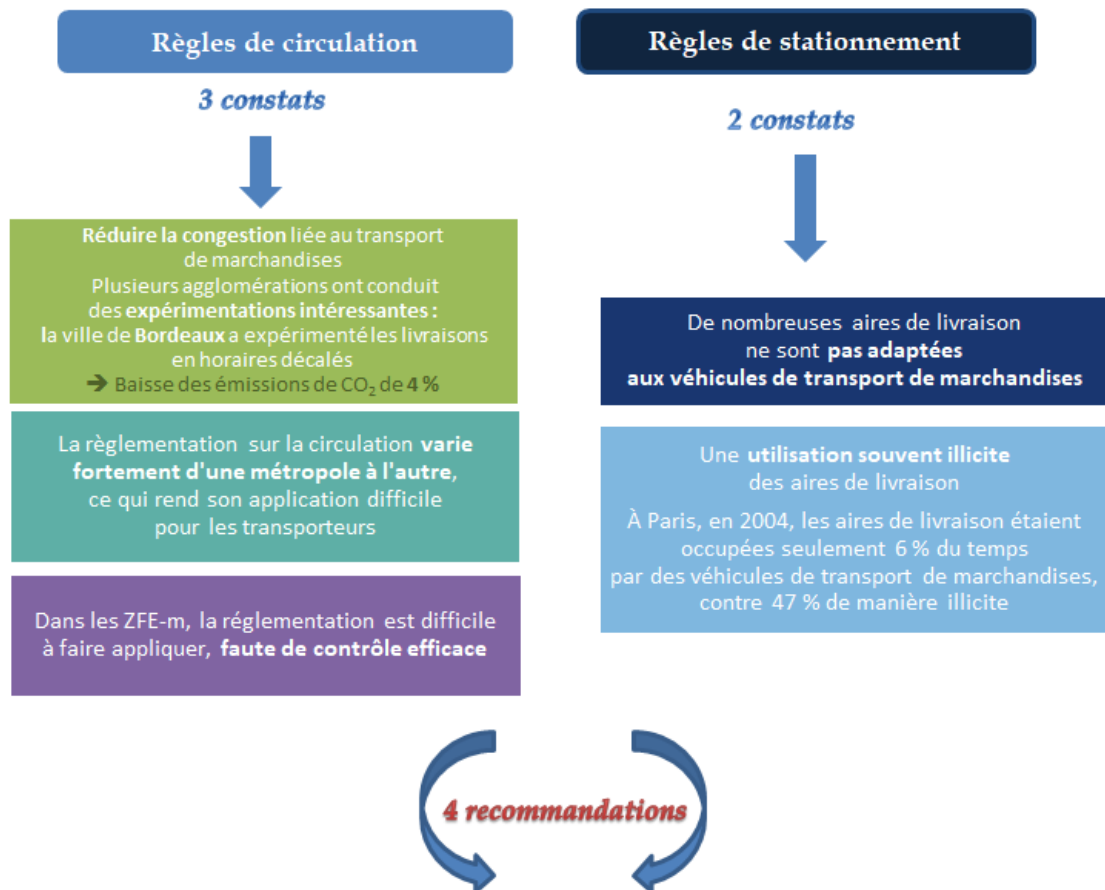 Règles de circulation
3 constats
Réduire la congestion liée au transport
de marchandises
Plusieurs agglomérations ont conduit
des expérimentations intéressantes :
la ville de Bordeaux a expérimenté les livraisons
en horaires décalés
➔ Baisse des émissions de CO₂ de 4 %
La règlementation sur la circulation varie
fortement d'une métropole à l'autre,
ce qui rend son application difficile
pour les transporteurs
Dans les ZFE-m, la réglementation est difficile
à faire appliquer, faute de contrôle efficace
Règles de stationnement
2 constats
De nombreuses aires de livraison
ne sont pas adaptées
aux véhicules de transport de marchandises
Une utilisation souvent illicite
des aires de livraison
À Paris, en 2004, les aires de livraison étaient
occupées seulement 6 % du temps
par des véhicules de transport de marchandises,
contre 47 % de manière illicite
4 recommandations